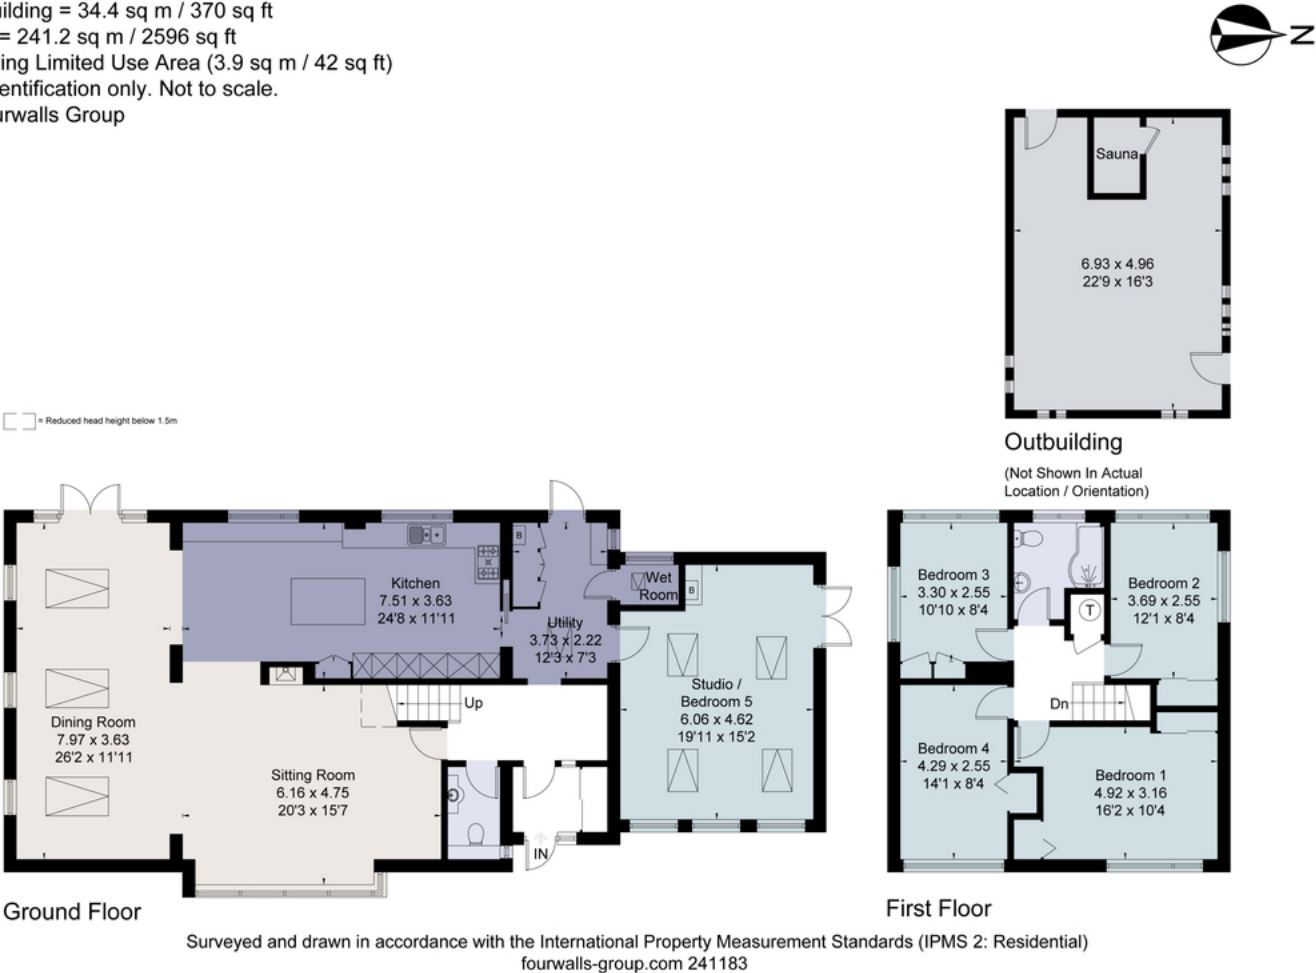 ilding = 34.4 sq m / 370 sq ft
= 241.2 sq m / 2596 sq ft
ing Limited Use Area (3.9 sq m / 42 sq ft)
entification only. Not to scale.
urwalls Group
N
Sauna
6.93 x 4.96
22'9 x 16'3
= Reduced head height below 1.5m
Outbuilding
(Not Shown In Actual
Location / Orientation)
B
Kitchen
7.51 x 3.63
24'8 x 11'11
Utility
3.73 x 2.22
12'3 x 7'3
Wet
Room
B
Studio /
Bedroom 5
6.06 x 4.62
19'11 x 15'2
Up
Dining Room
7.97 x 3.63
26'2 x 11'11
Sitting Room
6.16 x 4.75
20'3 x 15'7
IN
Bedroom 3
3.30 x 2.55
10'10 x 8'4
Bedroom 2
3.69 x 2.55
12'1 x 8'4
T
Dn
Bedroom 4
4.29 x 2.55
14'1 x 8'4
Bedroom 1
4.92 x 3.16
16'2 x 10'4
Ground Floor
First Floor
Surveyed and drawn in accordance with the International Property Measurement Standards (IPMS 2: Residential)
fourwalls-group.com 241183